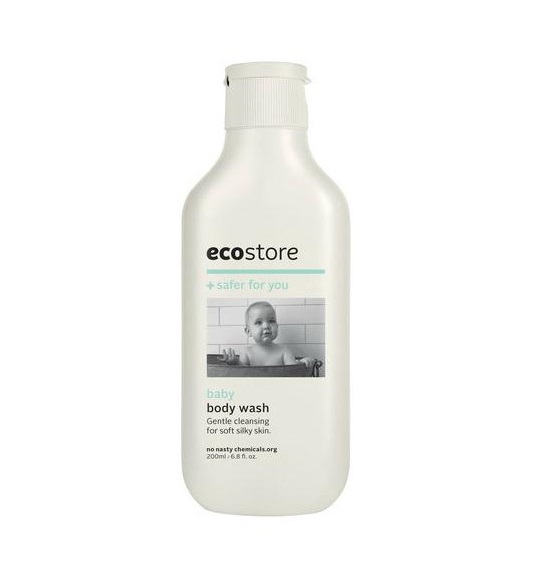 ecostore
+ safer for you
baby
body wash
Gentle cleansing
for soft silky skin.
no nasty chemicals.org
200ml : 6.8 fl. oz.